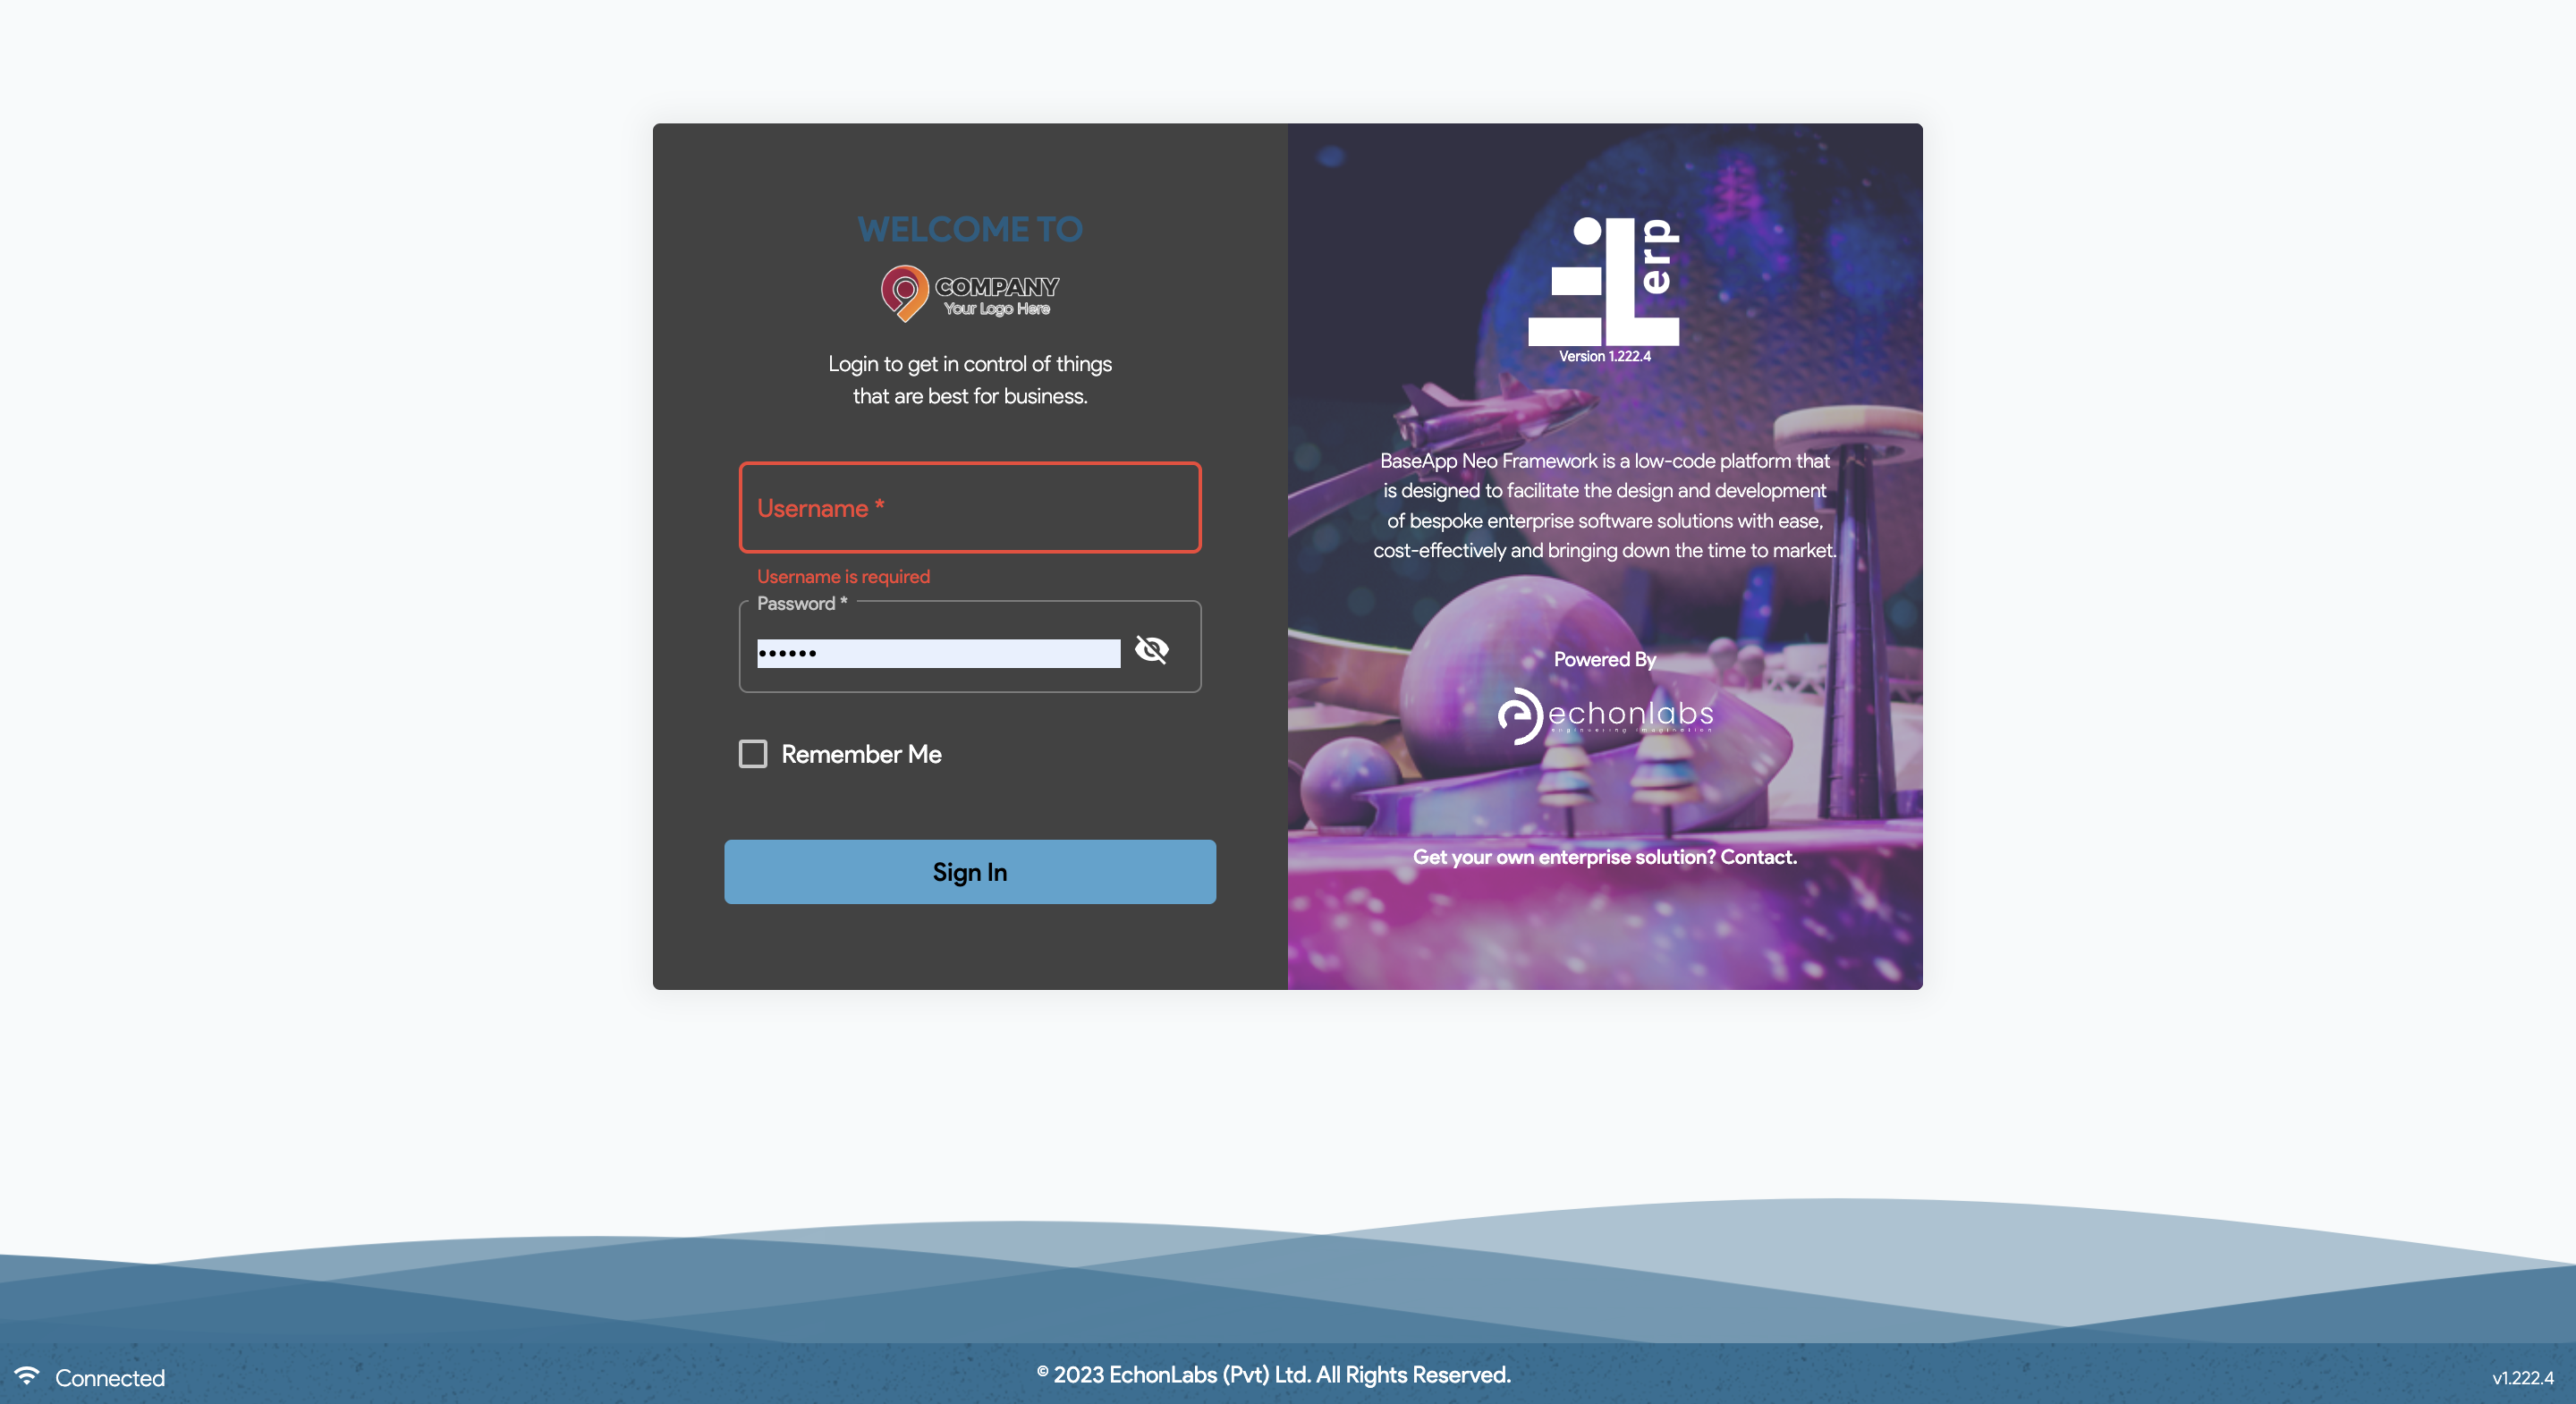 WELCOME TO
COMPANY
Your Logo Here
Login to get in control of things
that are best for business.
Username *
Username is required
Password *
••••••
Remember Me
Sign In
erp
Version 1.222.4
BaseApp Neo Framework is a low-code platform that
is designed to facilitate the design and development
of bespoke enterprise software solutions with ease,
cost-effectively and bringing down the time to market.
Powered By
echonlabs
engineering imagination
Get your own enterprise solution? Contact.
Connected
© 2023 EchonLabs (Pvt) Ltd. All Rights Reserved.
v1.222.4